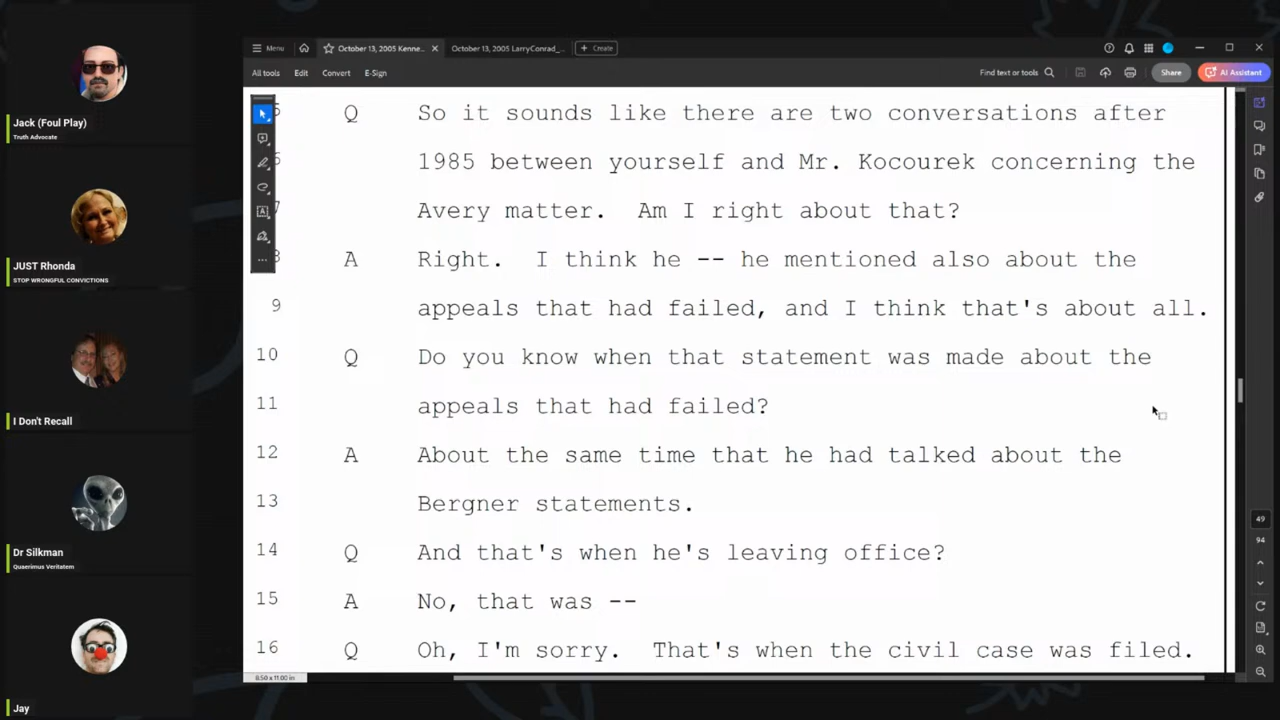 Jack (Foul Play)
Truth Advocate
JUST Rhonda
STOP WRONGFUL CONVICTIONS
I Don't Recall
Dr Silkman
Quaerimus Veritatem
Jay
Menu
October 13, 2005 Kenne...
October 13, 2005 LarryConrad_...
+ Create
All tools
Edit
Convert
E-Sign
Find text or tools
Share
AI Assistant
Q So it sounds like there are two conversations after
1985 between yourself and Mr. Kocourek concerning the
Avery matter. Am I right about that?
A Right. I think he -- he mentioned also about the
9 appeals that had failed, and I think that's about all.
10 Q Do you know when that statement was made about the
11 appeals that had failed?
12 A About the same time that he had talked about the
13 Bergner statements.
14 Q And that's when he's leaving office?
15 A No, that was --
16 Q Oh, I'm sorry. That's when the civil case was filed.
49
94
8.50 x 11.00 in